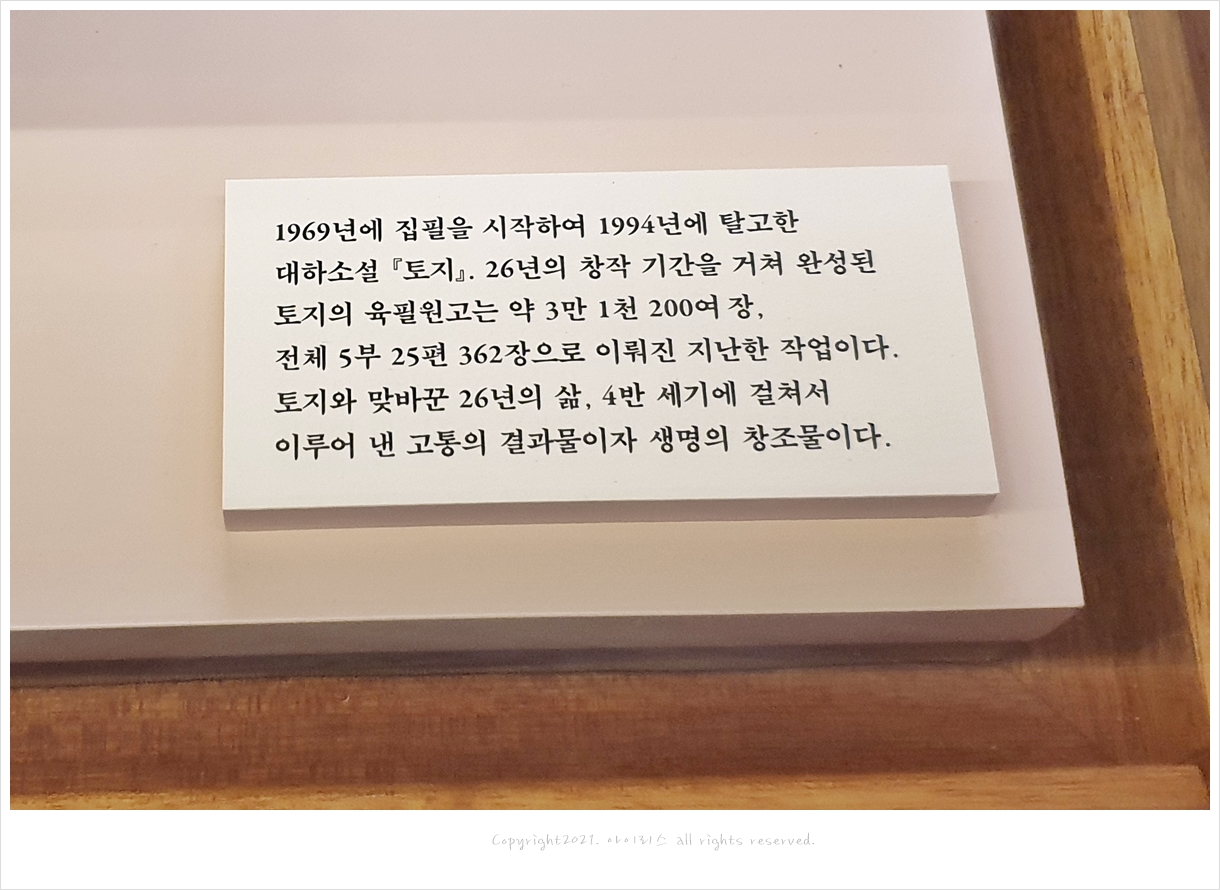 1969년에 집필을 시작하여 1994년에 탈고한
대하소설 『토지』. 26년의 창작 기간을 거쳐 완성된
토지의 육필원고는 약 3만 1천 200여 장,
전체 5부 25편 362장으로 이뤄진 지난한 작업이다.
토지와 맞바꾼 26년의 삶, 4반 세기에 걸쳐서
이루어 낸 고통의 결과물이자 생명의 창조물이다.
Copyright2021. 아이리스 all rights reserved.